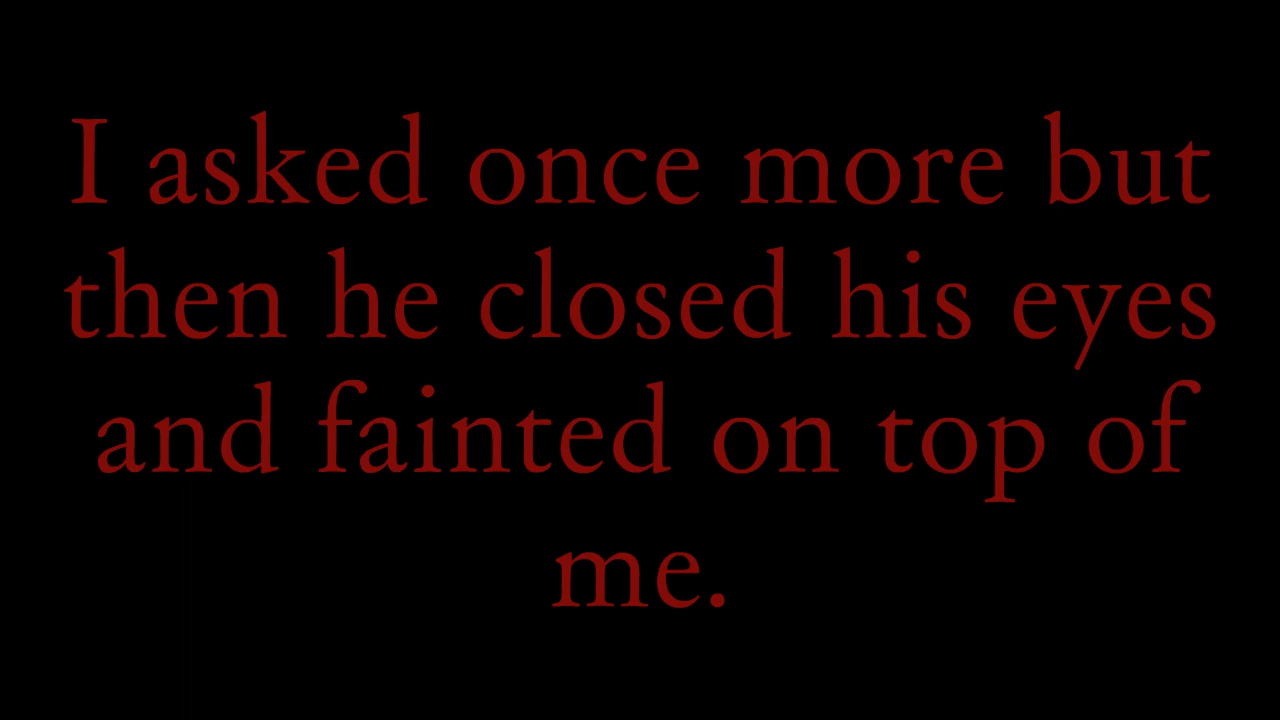 I asked once more but
then he closed his eyes
and fainted on top of
me.